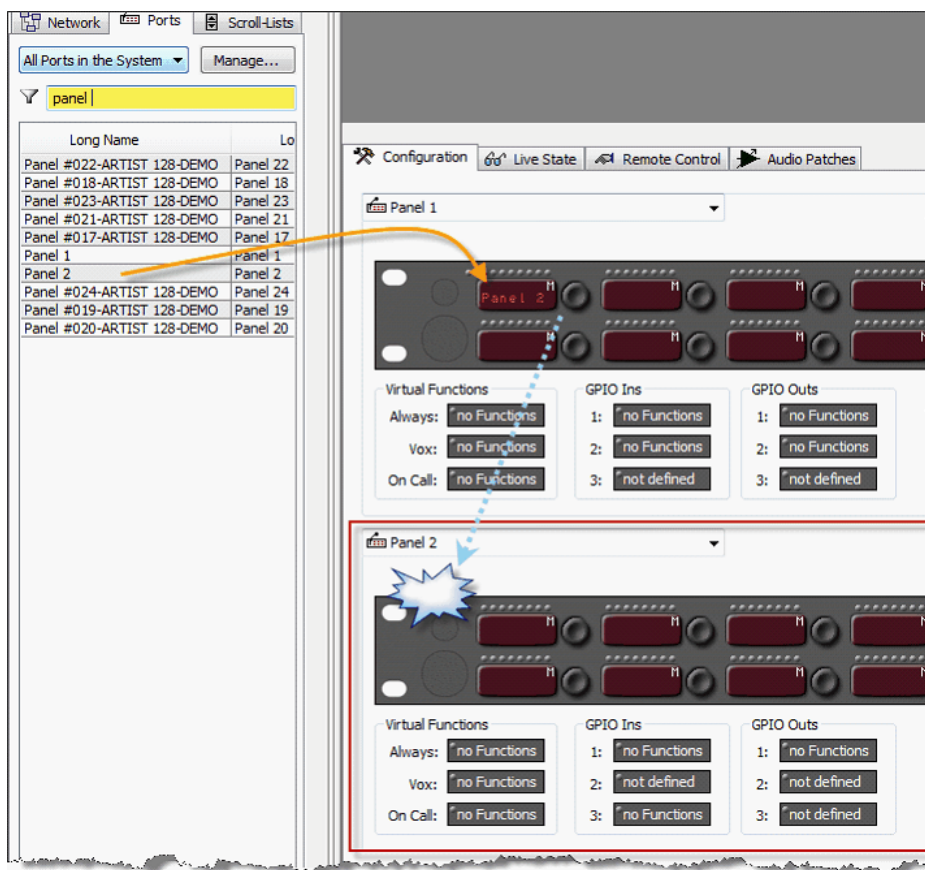 Network Ports Scroll-Lists
All Ports in the System Manage...
panel
Long Name Lo
Panel #022-ARTIST 128-DEMO Panel 22
Panel #018-ARTIST 128-DEMO Panel 18
Panel #023-ARTIST 128-DEMO Panel 23
Panel #021-ARTIST 128-DEMO Panel 21
Panel #017-ARTIST 128-DEMO Panel 17
Panel 1 Panel 1
Panel 2 Panel 2
Panel #024-ARTIST 128-DEMO Panel 24
Panel #019-ARTIST 128-DEMO Panel 19
Panel #020-ARTIST 128-DEMO Panel 20
Configuration Live State Remote Control Audio Patches
Panel 1
M M M M
Panel 2
M M M M
Virtual Functions GPIO Ins GPIO Outs
Always: no Functions 1: no Functions 1: no Functions
Vox: no Functions 2: no Functions 2: no Functions
On Call: no Functions 3: not defined 3: not defined
Panel 2
M M M M
M M M M
Virtual Functions GPIO Ins GPIO Outs
Always: no Functions 1: no Functions 1: no Functions
Vox: no Functions 2: not defined 2: not defined
On Call: no Functions 3: no Functions 3: not defined